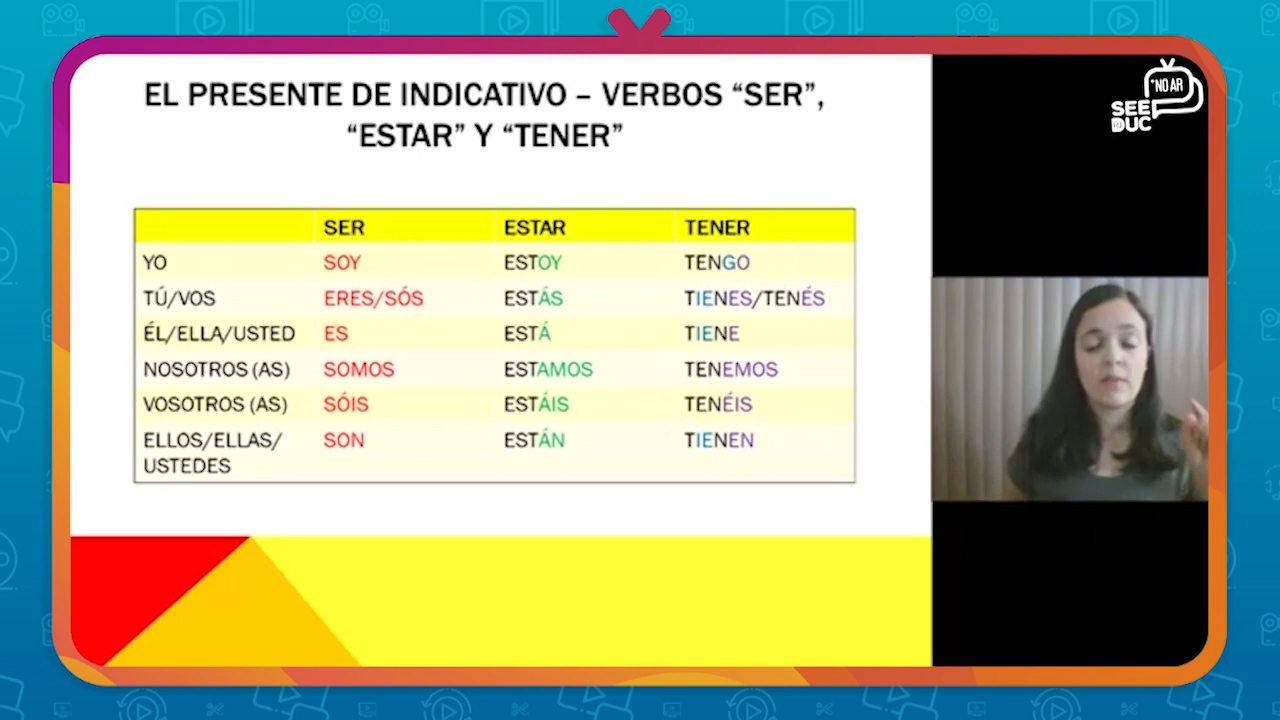 EL PRESENTE DE INDICATIVO – VERBOS “SER”,
“ESTAR” Y “TENER”
SER ESTAR TENER
YO SOY ESTOY TENGO
TÚ/VOS ERES/SÓS ESTÁS TIENES/TENÉS
ÉL/ELLA/USTED ES ESTÁ TIENE
NOSOTROS (AS) SOMOS ESTAMOS TENEMOS
VOSOTROS (AS) SÓIS ESTÁIS TENÉIS
ELLOS/ELLAS/ SON ESTÁN TIENEN
USTEDES
NO AR
SEE
DUC